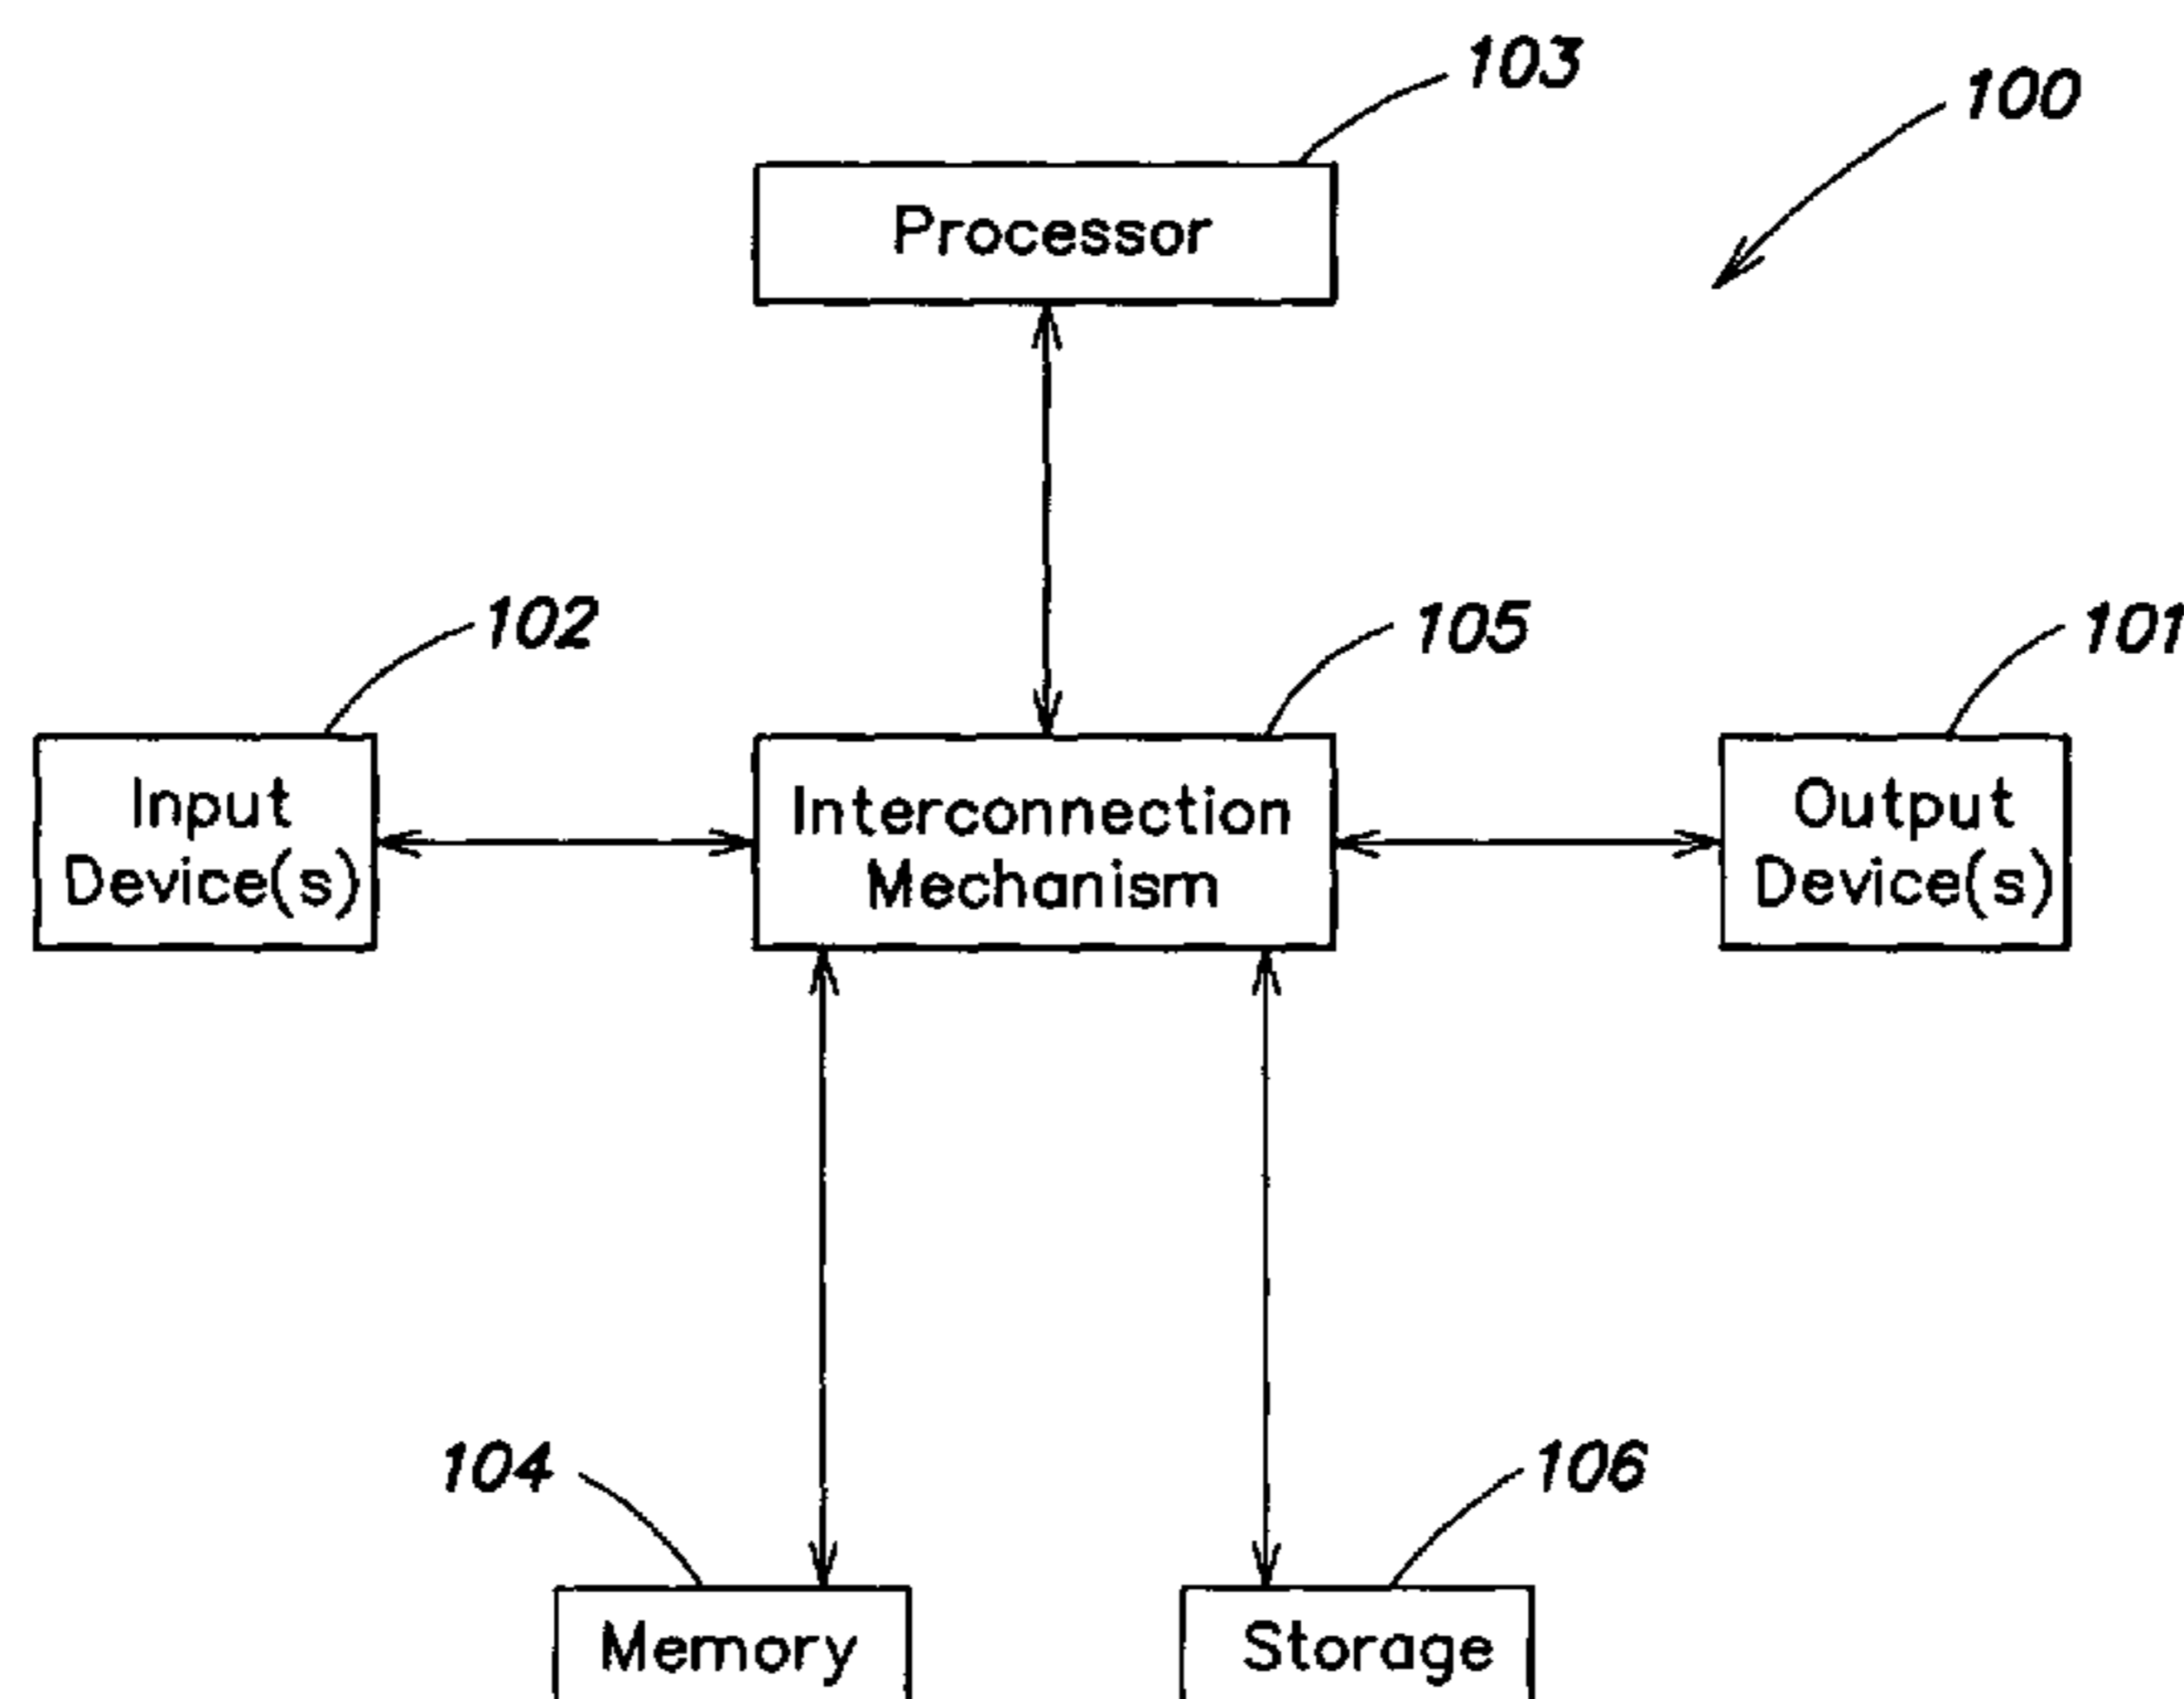 103
100
Processor
102
105
101
Input
Device(s)
Interconnection
Mechanism
Output
Device(s)
104
106
Memory
Storage